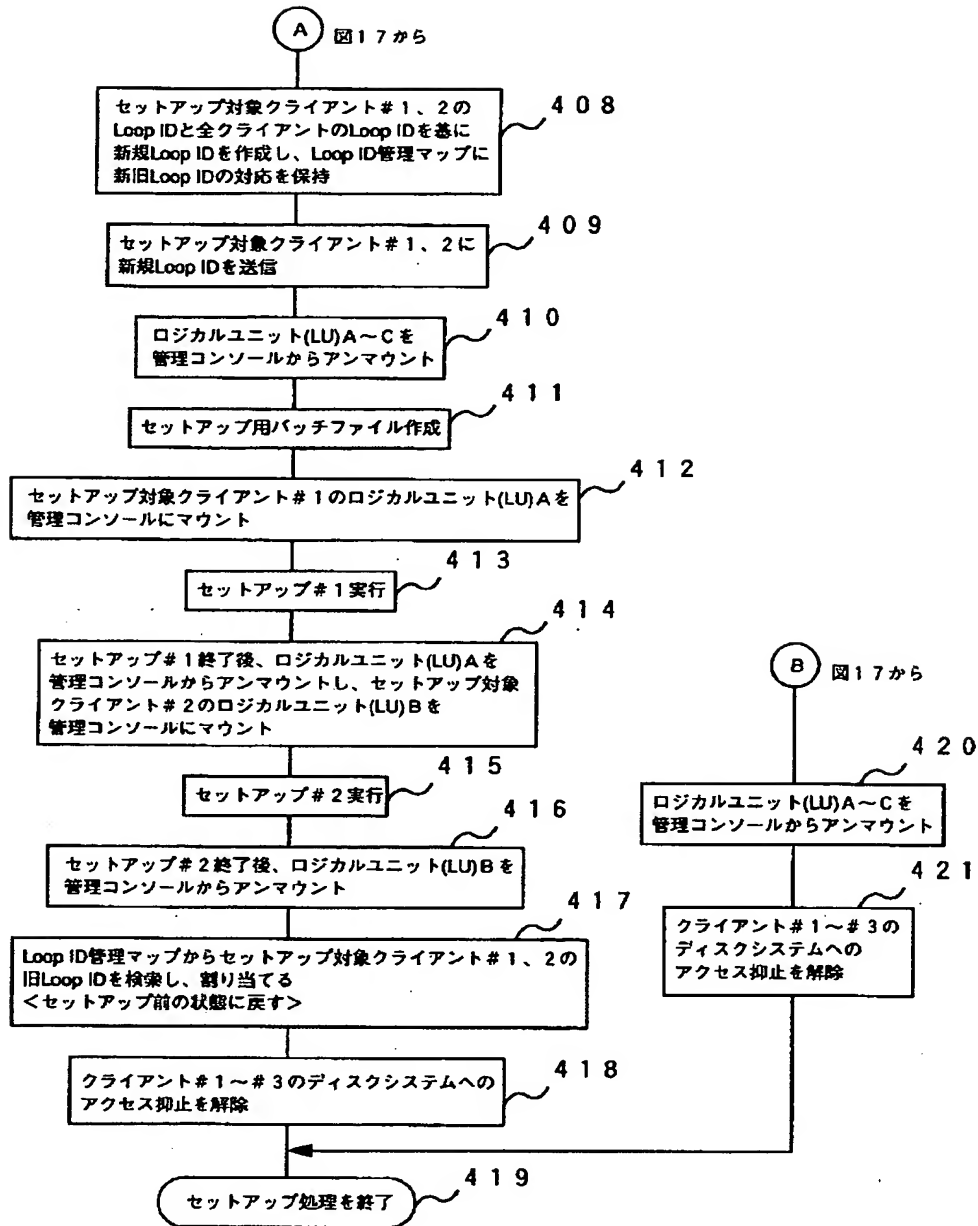 A
図17から
セットアップ対象クライアント#1、2の
Loop IDと全クライアントのLoop IDを基に
新規Loop IDを作成し、Loop ID管理マップに
新旧Loop IDの対応を保持
408
セットアップ対象クライアント#1、2に
新規Loop IDを送信
409
ロジカルユニット(LU)A~Cを
管理コンソールからアンマウント
410
セットアップ用バッチファイル作成
411
セットアップ対象クライアント#1のロジカルユニット(LU)Aを
管理コンソールにマウント
412
セットアップ#1実行
413
セットアップ#1終了後、ロジカルユニット(LU)Aを
管理コンソールからアンマウントし、セットアップ対象
クライアント#2のロジカルユニット(LU)Bを
管理コンソールにマウント
414
セットアップ#2実行
415
セットアップ#2終了後、ロジカルユニット(LU)Bを
管理コンソールからアンマウント
416
Loop ID管理マップからセットアップ対象クライアント#1、2の
旧Loop IDを検索し、割り当てる
<セットアップ前の状態に戻す>
417
クライアント#1~#3のディスクシステムへの
アクセス抑止を解除
418
セットアップ処理を終了
419
B
図17から
ロジカルユニット(LU)A~Cを
管理コンソールからアンマウント
420
クライアント#1~#3の
ディスクシステムへの
アクセス抑止を解除
421